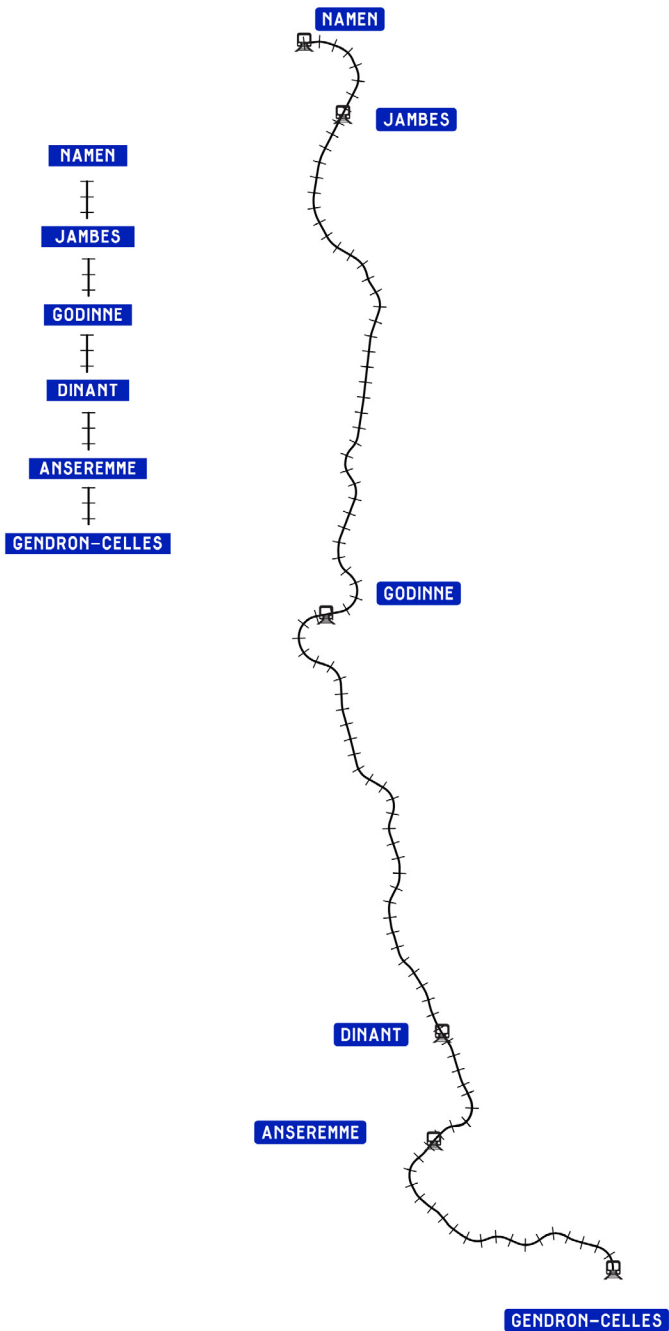 NAMEN
JAMBES
NAMEN
JAMBES
GODINNE
DINANT
ANSEREMME
GENDRON-CELLES
GODINNE
DINANT
ANSEREMME
GENDRON-CELLES